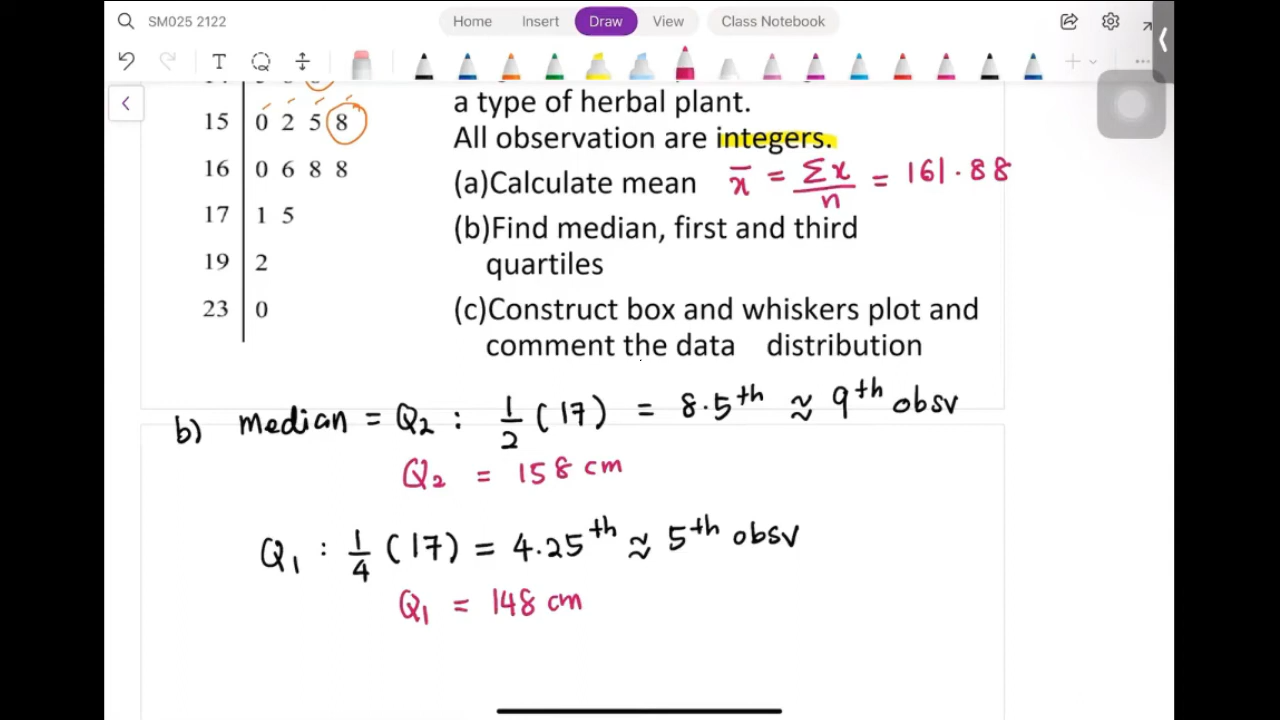 SM025 2122
Home Insert Draw View Class Notebook
15 0 2 5 8
16 0 6 8 8
17 1 5
19 2
23 0
a type of herbal plant.
All observation are integers.
(a)Calculate mean x̄ = Σx/n = 161.88
(b)Find median, first and third
quartiles
(c)Construct box and whiskers plot and
comment the data distribution
b) median = Q₂ : 1/2 (17) = 8.5th ≈ 9th obsv
Q₂ = 158 cm
Q₁ : 1/4 (17) = 4.25th ≈ 5th obsv
Q₁ = 148 cm